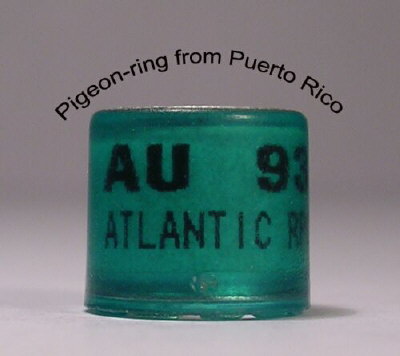 Pigeon-ring from Puerto Rico
AU 93
ATLANTIC